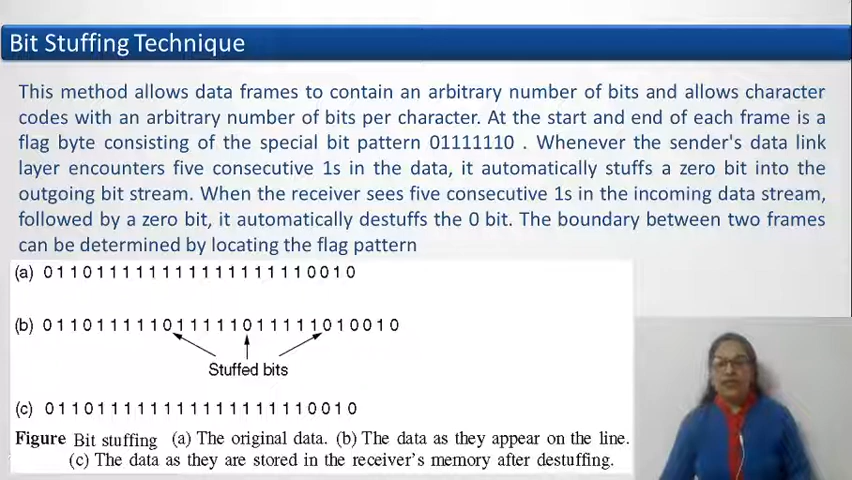 Bit Stuffing Technique
This method allows data frames to contain an arbitrary number of bits and allows character
codes with an arbitrary number of bits per character. At the start and end of each frame is a
flag byte consisting of the special bit pattern 01111110 . Whenever the sender's data link
layer encounters five consecutive 1s in the data, it automatically stuffs a zero bit into the
outgoing bit stream. When the receiver sees five consecutive 1s in the incoming data stream,
followed by a zero bit, it automatically destuffs the 0 bit. The boundary between two frames
can be determined by locating the flag pattern
(a) 0 1 1 0 1 1 1 1 1 1 1 1 1 1 1 1 1 1 1 1 0 0 1 0
(b) 0 1 1 0 1 1 1 1 1 0 1 1 1 1 1 0 1 1 1 1 1 0 1 0 0 1 0
Stuffed bits
(c) 0 1 1 0 1 1 1 1 1 1 1 1 1 1 1 1 1 1 1 1 0 0 1 0
Figure Bit stuffing (a) The original data. (b) The data as they appear on the line.
(c) The data as they are stored in the receiver's memory after destuffing.